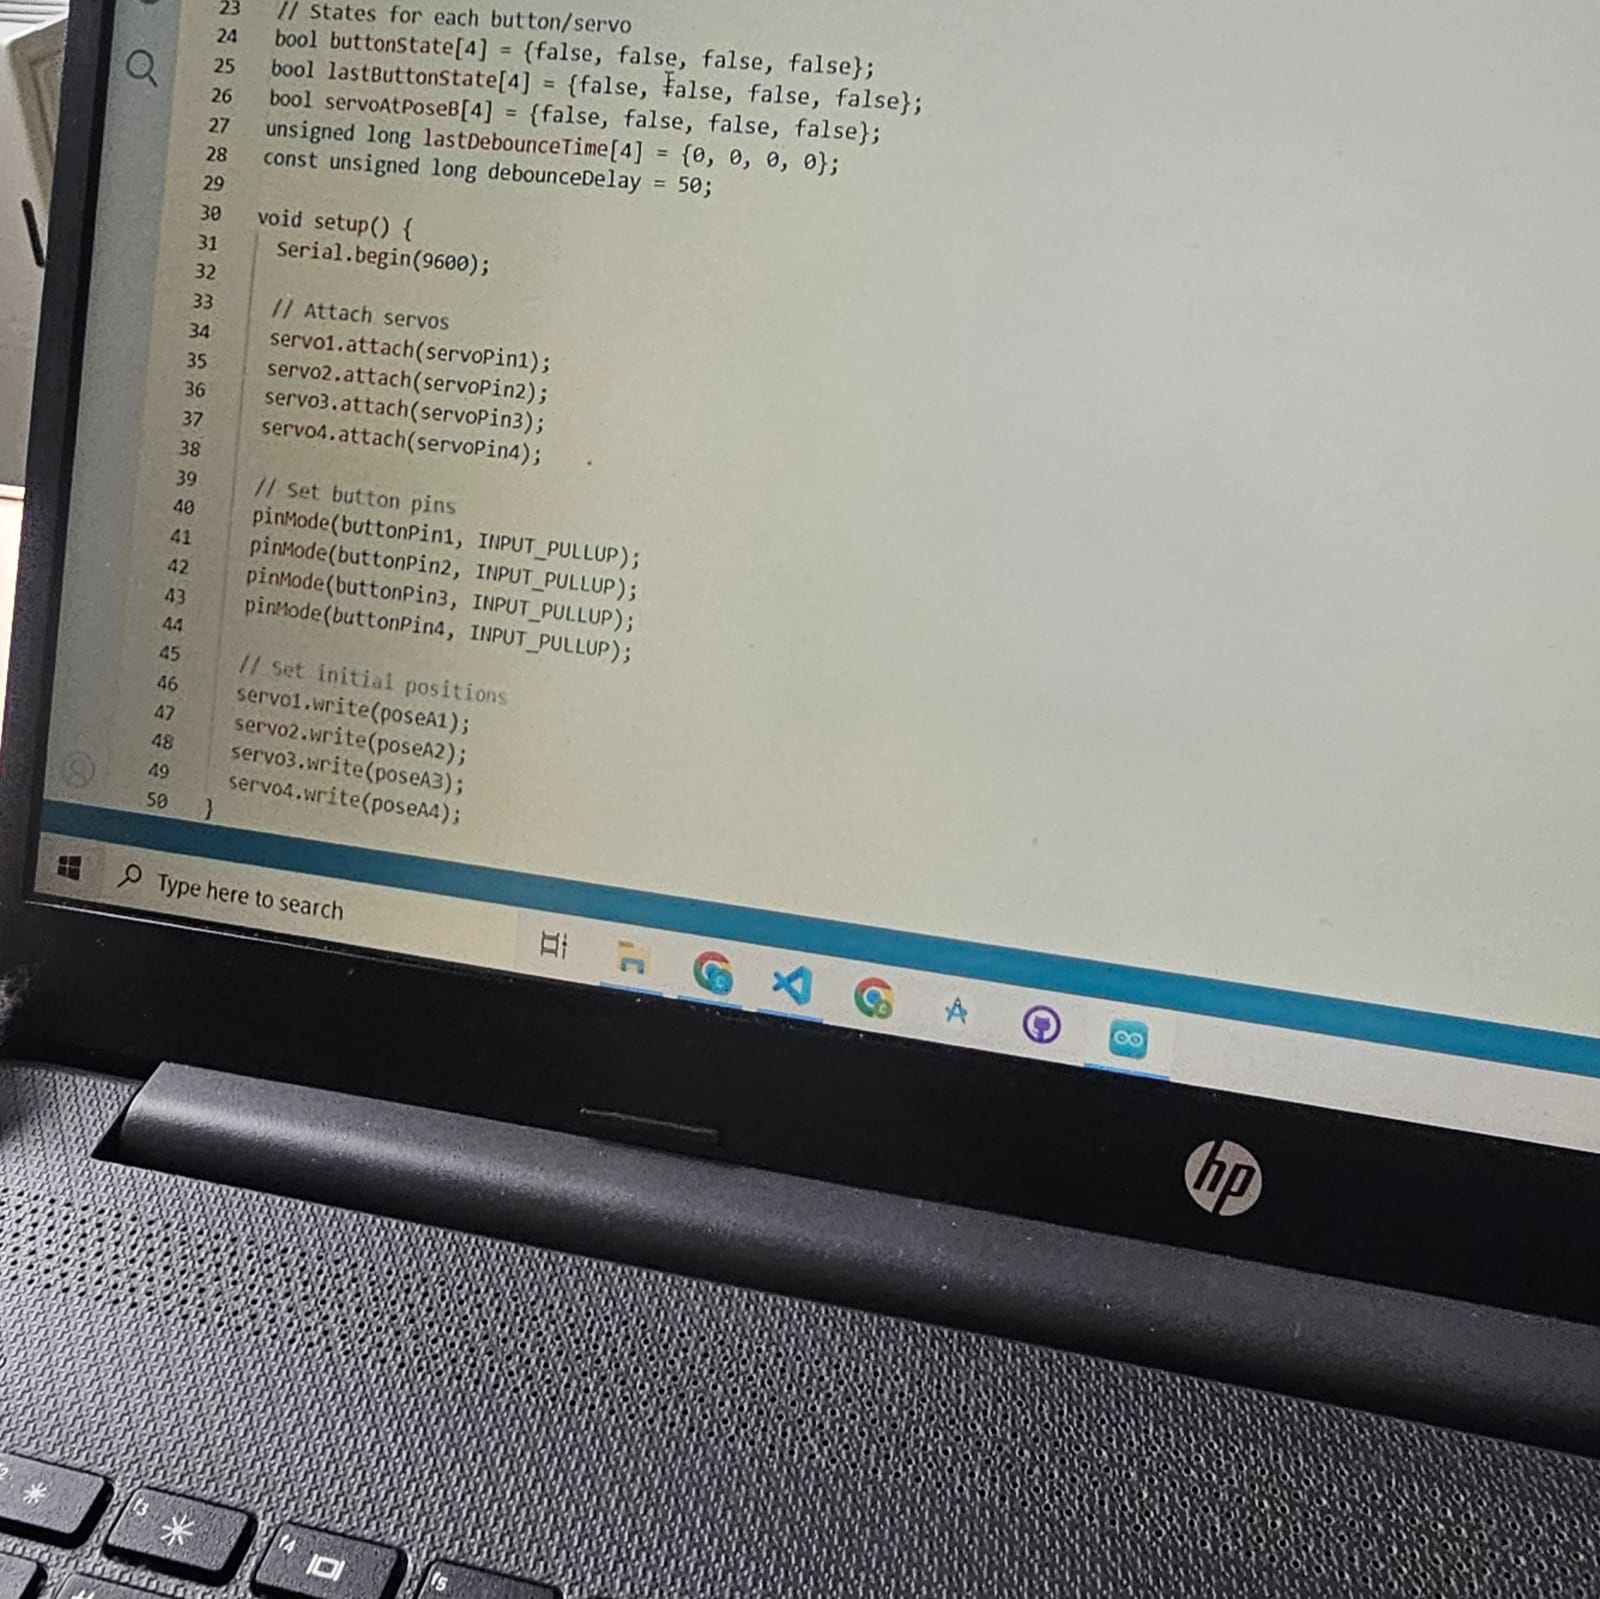 23 // States for each button/servo
24 bool buttonState[4] = {false, false, false, false};
25 bool lastButtonState[4] = {false, false, false, false};
26 bool servoAtPoseB[4] = {false, false, false, false};
27 unsigned long lastDebounceTime[4] = {0, 0, 0, 0};
28 const unsigned long debounceDelay = 50;
29
30 void setup() {
31 Serial.begin(9600);
32
33 // Attach servos
34 servo1.attach(servoPin1);
35 servo2.attach(servoPin2);
36 servo3.attach(servoPin3);
37 servo4.attach(servoPin4);
38
39 // Set button pins
40 pinMode(buttonPin1, INPUT_PULLUP);
41 pinMode(buttonPin2, INPUT_PULLUP);
42 pinMode(buttonPin3, INPUT_PULLUP);
43 pinMode(buttonPin4, INPUT_PULLUP);
44
45 // Set initial positions
46 servo1.write(poseA1);
47 servo2.write(poseA2);
48 servo3.write(poseA3);
49 servo4.write(poseA4);
50 }
Type here to search
hp
f3
f4
f5